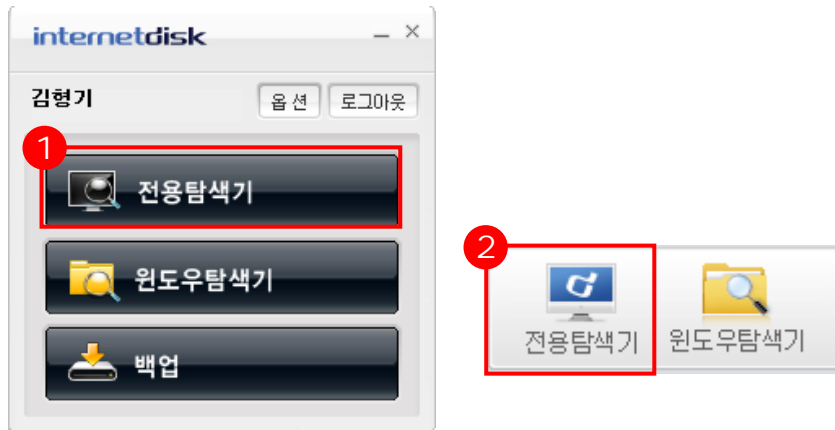 internetdisk
김형기 옵션 로그아웃
1
전용탐색기
윈도우탐색기
백업
2
전용탐색기 윈도우탐색기